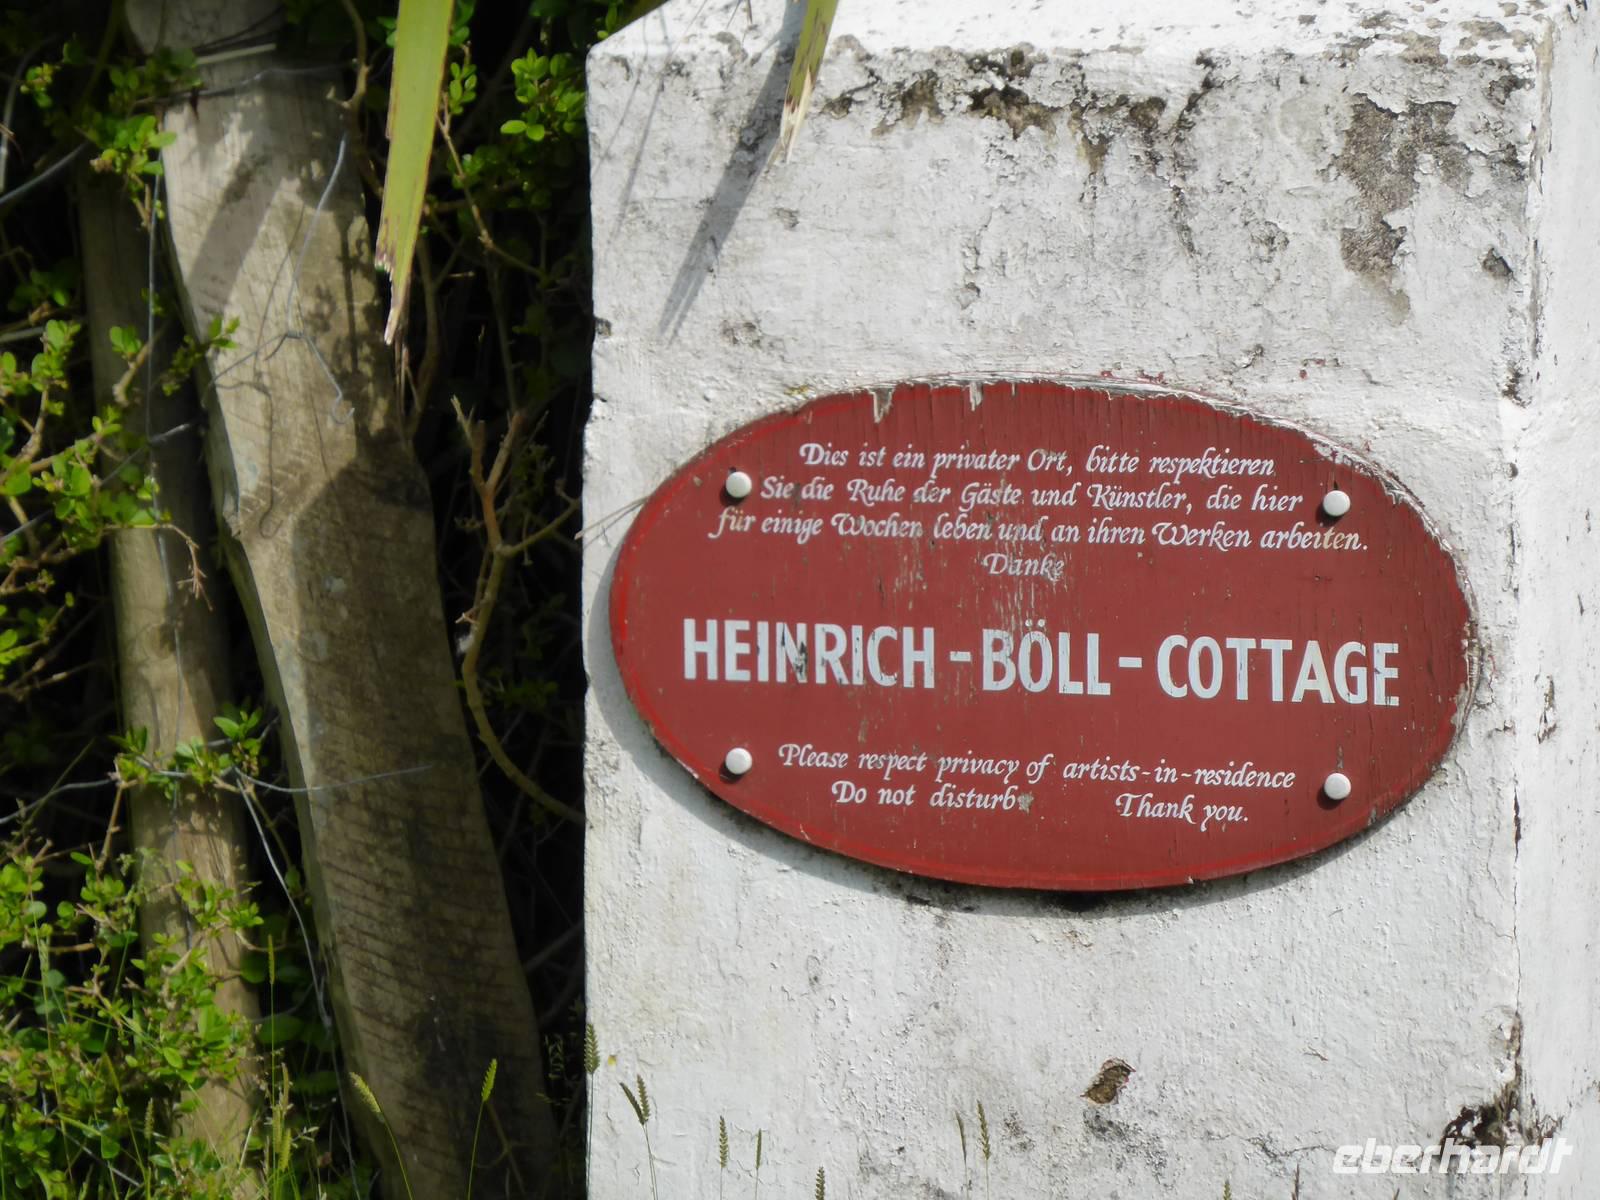 Dies ist ein privater Ort, bitte respektieren
Sie die Ruhe der Gäste und Künstler, die hier
für einige Wochen leben und an ihren Werken arbeiten.
Danke
HEINRICH-BÖLL-COTTAGE
Please respect privacy of artists-in-residence
Do not disturb Thank you.
eberhardt